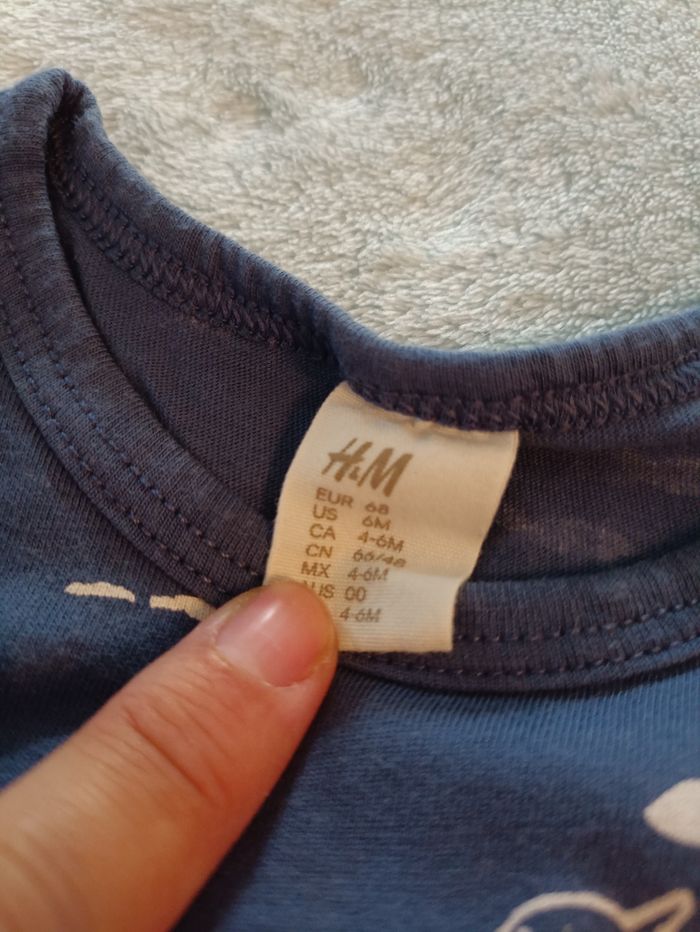 H&M
EUR 68
US 6M
CA 4-6M
CN 66/48
MX 4-6M
AUS 00
4-6M